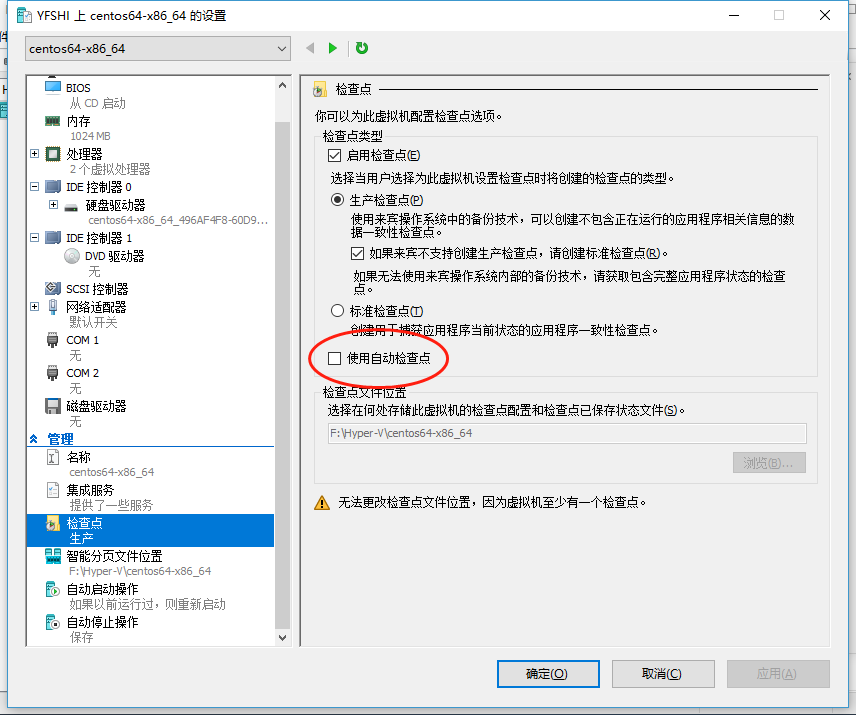 YFSHI 上 centos64-x86_64 的设置
centos64-x86_64
BIOS
从 CD 启动
内存
1024 MB
处理器
2 个虚拟处理器
IDE 控制器 0
硬盘驱动器
centos64-x86_64_496AF4F8-60D9...
IDE 控制器 1
DVD 驱动器
无
SCSI 控制器
网络适配器
默认开关
COM 1
无
COM 2
无
磁盘驱动器
无
管理
名称
centos64-x86_64
集成服务
提供了一些服务
检查点
生产
智能分页文件位置
F:\Hyper-V\centos64-x86_64
自动启动操作
如果以前运行过，则重新启动
自动停止操作
保存
检查点
你可以为此虚拟机配置检查点选项。
检查点类型
启用检查点(E)
选择当用户选择为此虚拟机设置检查点时将创建的检查点的类型。
生产检查点(P)
使用来宾操作系统中的备份技术，可以创建不包含正在运行的应用程序相关信息的数
据一致性检查点。
如果来宾不支持创建生产检查点，请创建标准检查点(R)。
如果无法使用来宾操作系统内部的备份技术，请获取包含完整应用程序状态的检查
点。
标准检查点(T)
创建用于捕获应用程序当前状态的应用程序一致性检查点。
使用自动检查点
检查点文件位置
选择在何处存储此虚拟机的检查点配置和检查点已保存状态文件(S)。
F:\Hyper-V\centos64-x86_64
浏览(B)...
无法更改检查点文件位置，因为虚拟机至少有一个检查点。
确定(O)
取消(C)
应用(A)